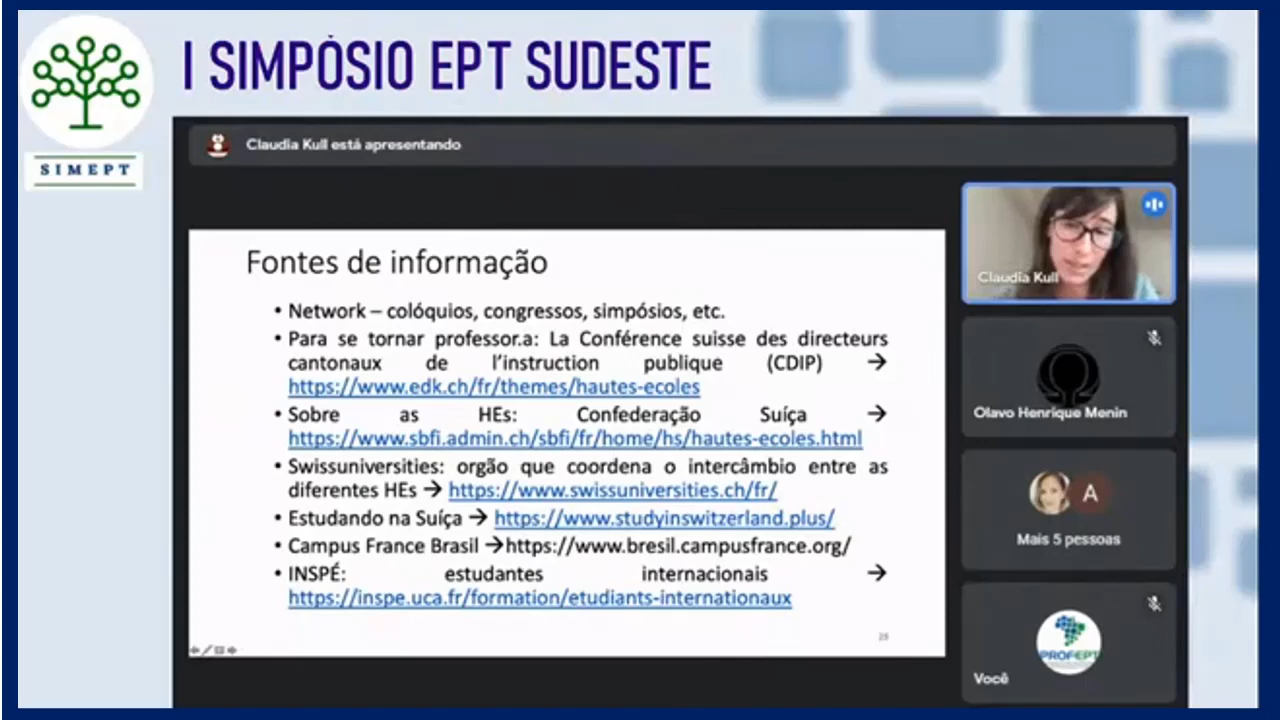 I SIMPÓSIO EPT SUDESTE
SIMEPT
Claudia Kull está apresentando
Fontes de informação
• Network – colóquios, congressos, simpósios, etc.
• Para se tornar professor.a: La Conférence suisse des directeurs
cantonaux de l’instruction publique (CDIP) →
https://www.edk.ch/fr/themes/hautes-ecoles
• Sobre as HEs: Confederação Suíça →
https://www.sbfi.admin.ch/sbfi/fr/home/hs/hautes-ecoles.html
• Swissuniversities: orgão que coordena o intercâmbio entre as
diferentes HEs → https://www.swissuniversities.ch/fr/
• Estudando na Suíça → https://www.studyinswitzerland.plus/
• Campus France Brasil →https://www.bresil.campusfrance.org/
• INSPÉ: estudantes internacionais →
https://inspe.uca.fr/formation/etudiants-internationaux
Claudia Kull
Olavo Henrique Menin
A
Mais 5 pessoas
PROFEPT
Você